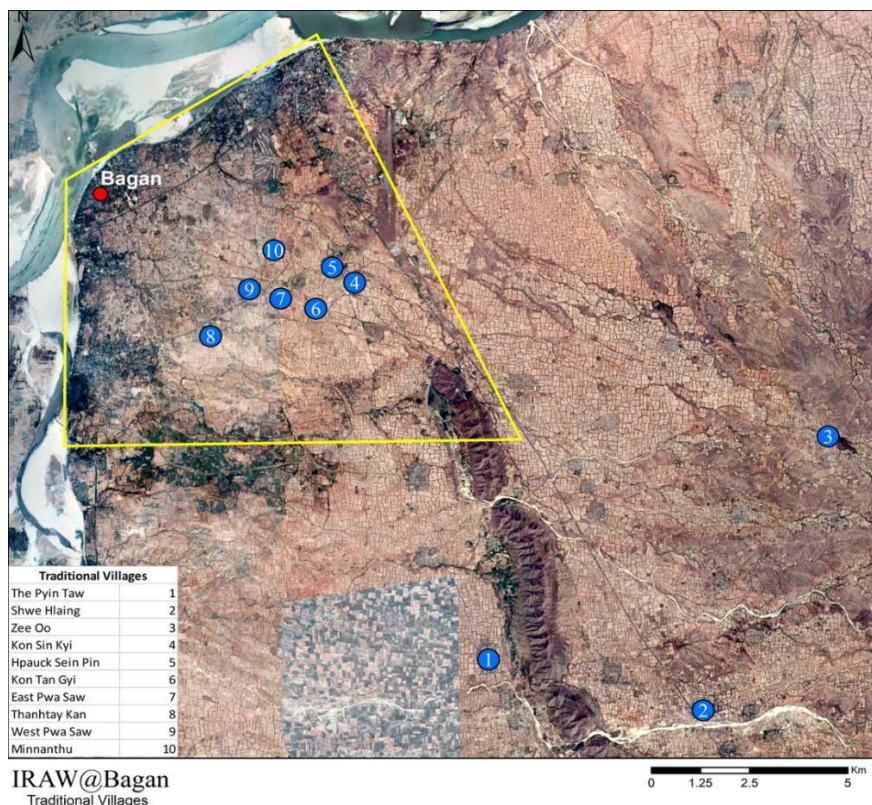 N
Bagan
10
5
4
9
7
6
8
3
1
2
Traditional Villages
The Pyin Taw 1
Shwe Hlaing 2
Zee Oo 3
Kon Sin Kyi 4
Hpauck Sein Pin 5
Kon Tan Gyi 6
East Pwa Saw 7
Thanhtay Kan 8
West Pwa Saw 9
Minnanthu 10
IRAW@Bagan
Traditional Villages
Km
0 1.25 2.5 5